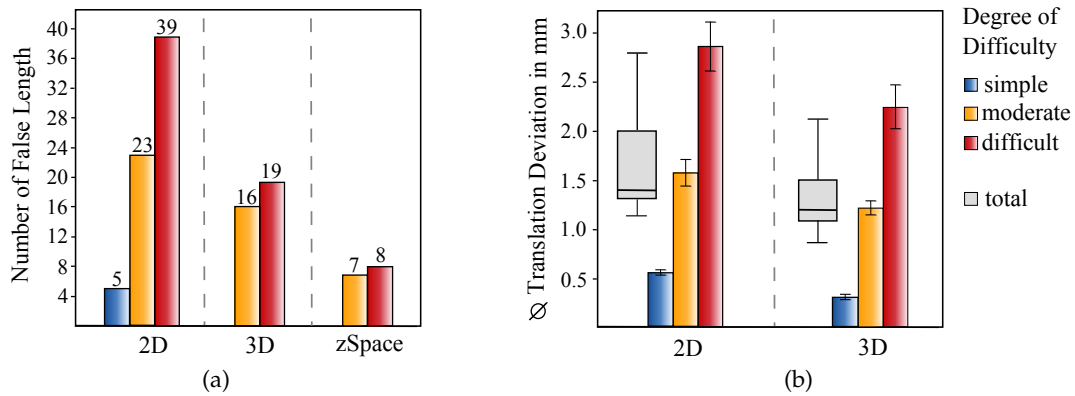 Number of False Length
40
36
32
28
24
20
16
12
8
4
5
23
39
16
19
7
8
2D
3D
zSpace
(a)
∅ Translation Deviation in mm
3.0
2.5
2.0
1.5
1.0
0.5
2D
3D
(b)
Degree of
Difficulty
simple
moderate
difficult
total